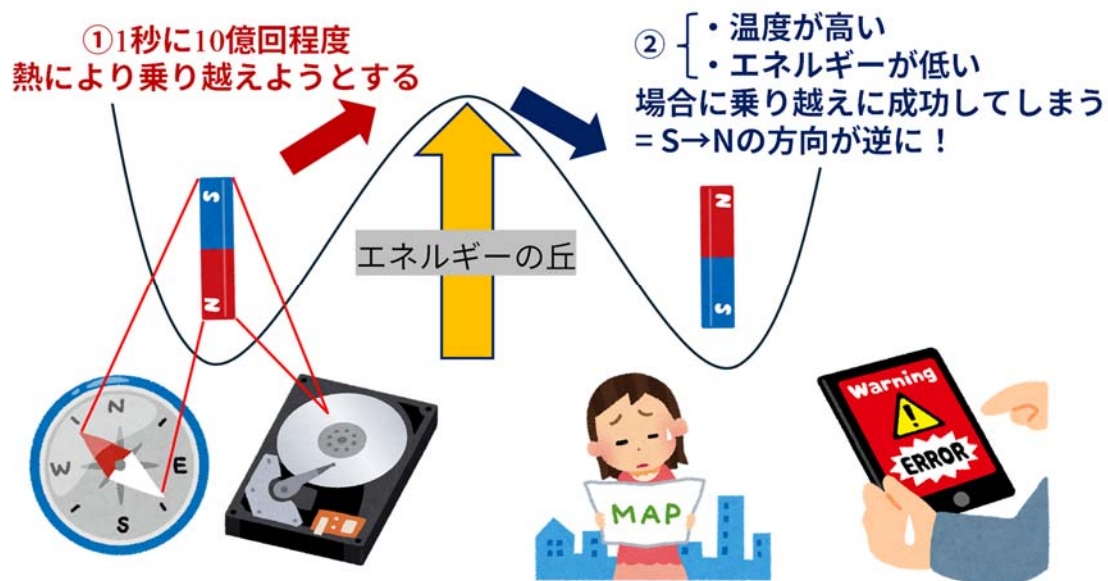 ①1秒に10億回程度
熱により乗り越えようとする
②
・温度が高い
・エネルギーが低い
場合に乗り越えに成功してしまう
= S→Nの方向が逆に！
S
N
エネルギーの丘
N
S
N
W
E
S
MAP
Warning
!
ERROR